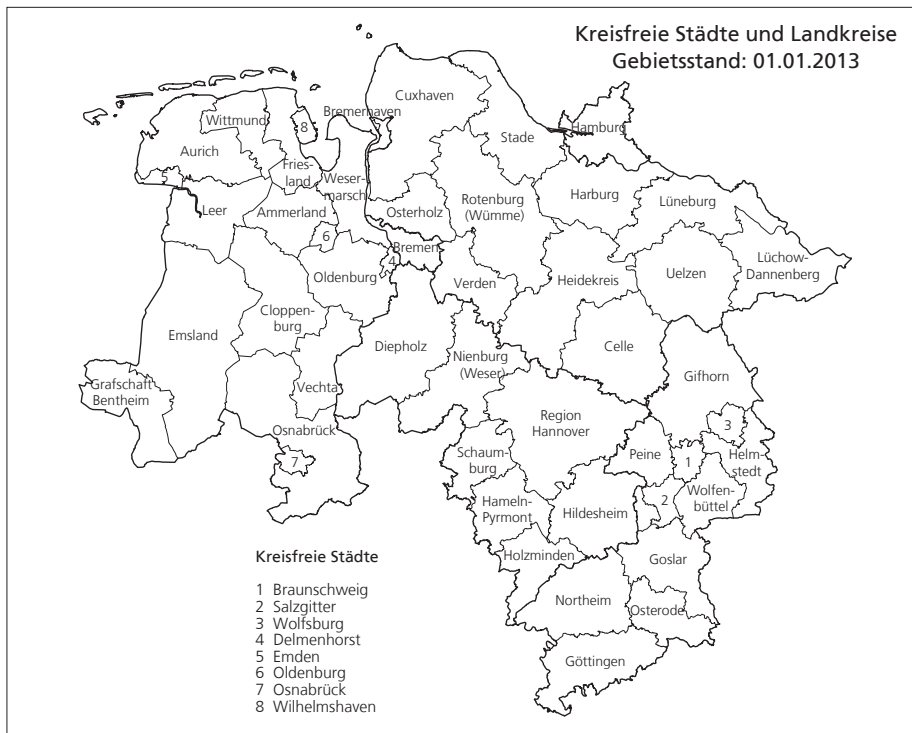 Kreisfreie Städte und Landkreise
Gebietsstand: 01.01.2013
Cuxhaven
Bremerhaven
Wittmund
8
Stade
Hamburg
Aurich
Fries-
land
Weser-
marsch
5
Harburg
Lüneburg
Leer
Ammerland
Osterholz
Rotenburg
(Wümme)
6
Bremen
4
Lüchow-
Dannenberg
Oldenburg
Verden
Heidekreis
Uelzen
Cloppen-
burg
Emsland
Diepholz
Nienburg
(Weser)
Celle
Gifhorn
Grafschaft
Bentheim
Vechta
Region
Hannover
Osnabrück
3
7
Schaum-
burg
Peine
1
Helm-
stedt
Hameln-
Pyrmont
Hildesheim
2
Wolfen-
büttel
Holzminden
Goslar
Northeim
Osterode
Göttingen
Kreisfreie Städte
1 Braunschweig
2 Salzgitter
3 Wolfsburg
4 Delmenhorst
5 Emden
6 Oldenburg
7 Osnabrück
8 Wilhelmshaven